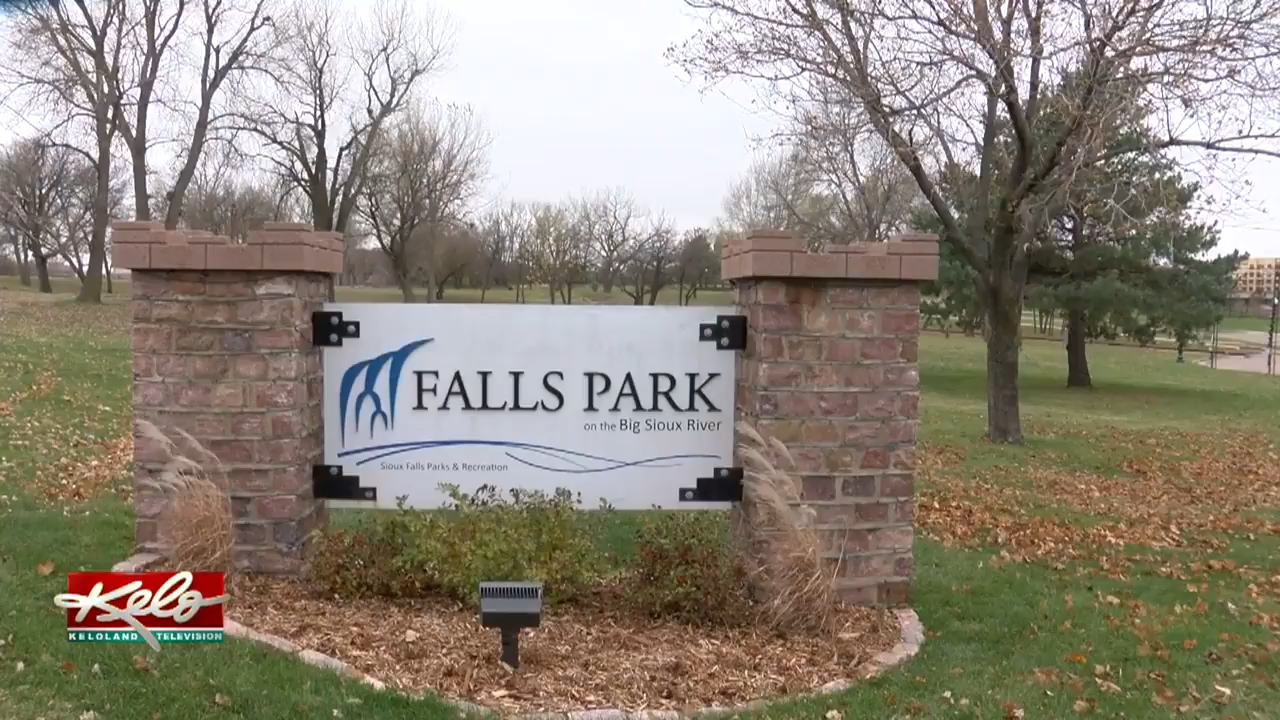 FALLS PARK
on the Big Sioux River
Sioux Falls Parks & Recreation
Kelo
KELOLAND TELEVISION